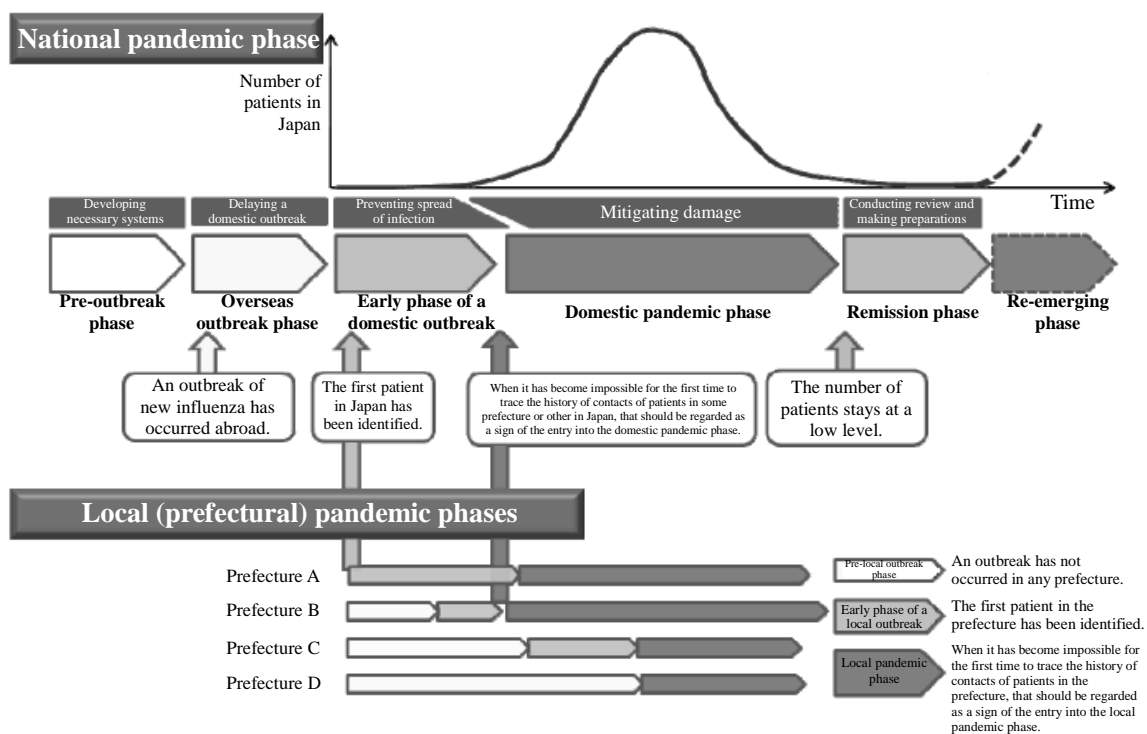 National pandemic phase
Number of
patients in
Japan
Time
Developing
necessary systems
Delaying a
domestic outbreak
Preventing spread
of infection
Mitigating damage
Conducting review and
making preparations
Pre-outbreak
phase
Overseas
outbreak phase
Early phase of a
domestic outbreak
Domestic pandemic phase
Remission phase
Re-emerging
phase
An outbreak of
new influenza has
occurred abroad.
The first patient
in Japan has
been identified.
When it has become impossible for the first time to
trace the history of contacts of patients in some
prefecture or other in Japan, that should be regarded as
a sign of the entry into the domestic pandemic phase.
The number of
patients stays at a
low level.
Local (prefectural) pandemic phases
Prefecture A
Prefecture B
Prefecture C
Prefecture D
Pre-local outbreak
phase
An outbreak has not
occurred in any prefecture.
Early phase of a
local outbreak
The first patient in the
prefecture has been identified.
Local pandemic
phase
When it has become impossible for
the first time to trace the history of
contacts of patients in the
prefecture, that should be regarded
as a sign of the entry into the local
pandemic phase.